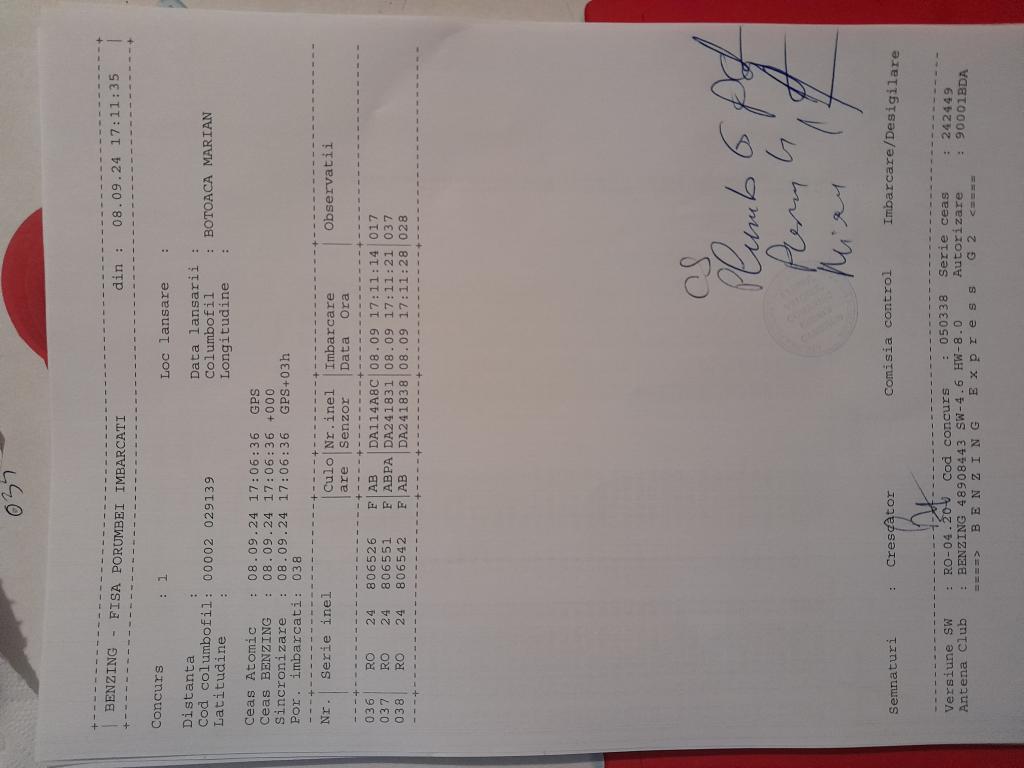 BENZING - FISA PORUMBEI IMBARCATI din : 08.09.24 17:11:35
Concurs : 1 Loc lansare :
Distanta : Data lansarii :
Cod columbofil: 00002 029139 Columbofil : BOTOACA MARIAN
Latitudine : Longitudine :
Ceas Atomic : 08.09.24 17:06:36 GPS
Ceas BENZING : 08.09.24 17:06:36 +000
Sincronizare : 08.09.24 17:06:36 GPS+03h
Por. imbarcati: 038
Nr.| Serie inel |Culo|Nr.inel |Imbarcare | Observatii
|are |Senzor |Data Ora |
036| RO 24 806526 F|AB |DA114A8C|08.09 17:11:14|017
037| RO 24 806551 F|ABPA|DA241831|08.09 17:11:21|037
038| RO 24 806542 F|AB |DA241838|08.09 17:11:28|028
CS
Plumb
Semnaturi : Crescator Comisia control Imbarcare/Desigilare
Versiune SW : RO-04.20 Cod concurs : 050338 Serie ceas : 242449
Antena Club : BENZING 48908443 SW-4.6 HW-8.0 Autorizare : 90001BDA
====> B E N Z I N G E x p r e s s G 2 <====
035